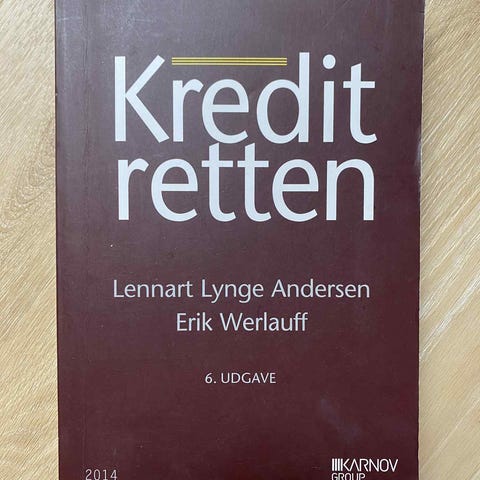 Kredit
retten
Lennart Lynge Andersen
Erik Werlauff
6. UDGAVE
2014
KARNOV
GROUP